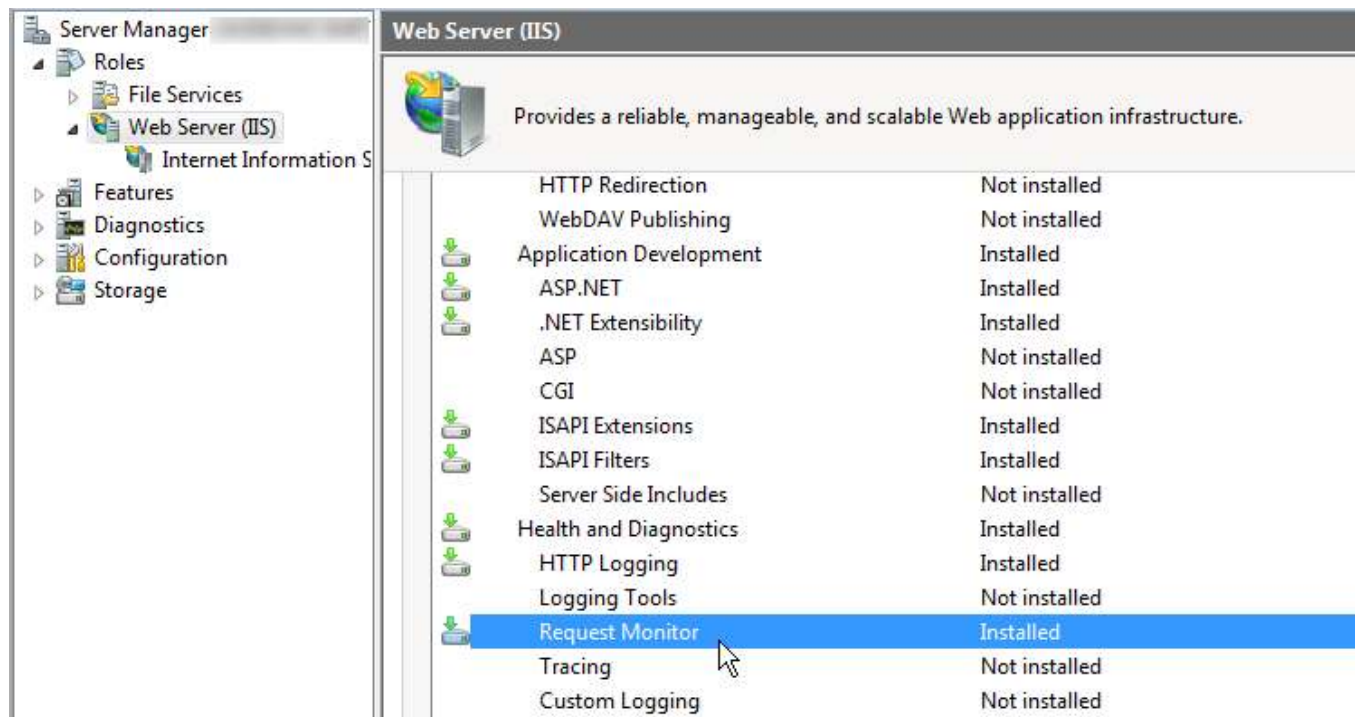 Server Manager
Roles
File Services
Web Server (IIS)
Internet Information S
Features
Diagnostics
Configuration
Storage
Web Server (IIS)
Provides a reliable, manageable, and scalable Web application infrastructure.
HTTP Redirection Not installed
WebDAV Publishing Not installed
Application Development Installed
ASP.NET Installed
.NET Extensibility Installed
ASP Not installed
CGI Not installed
ISAPI Extensions Installed
ISAPI Filters Installed
Server Side Includes Not installed
Health and Diagnostics Installed
HTTP Logging Installed
Logging Tools Not installed
Request Monitor Installed
Tracing Not installed
Custom Logging Not installed